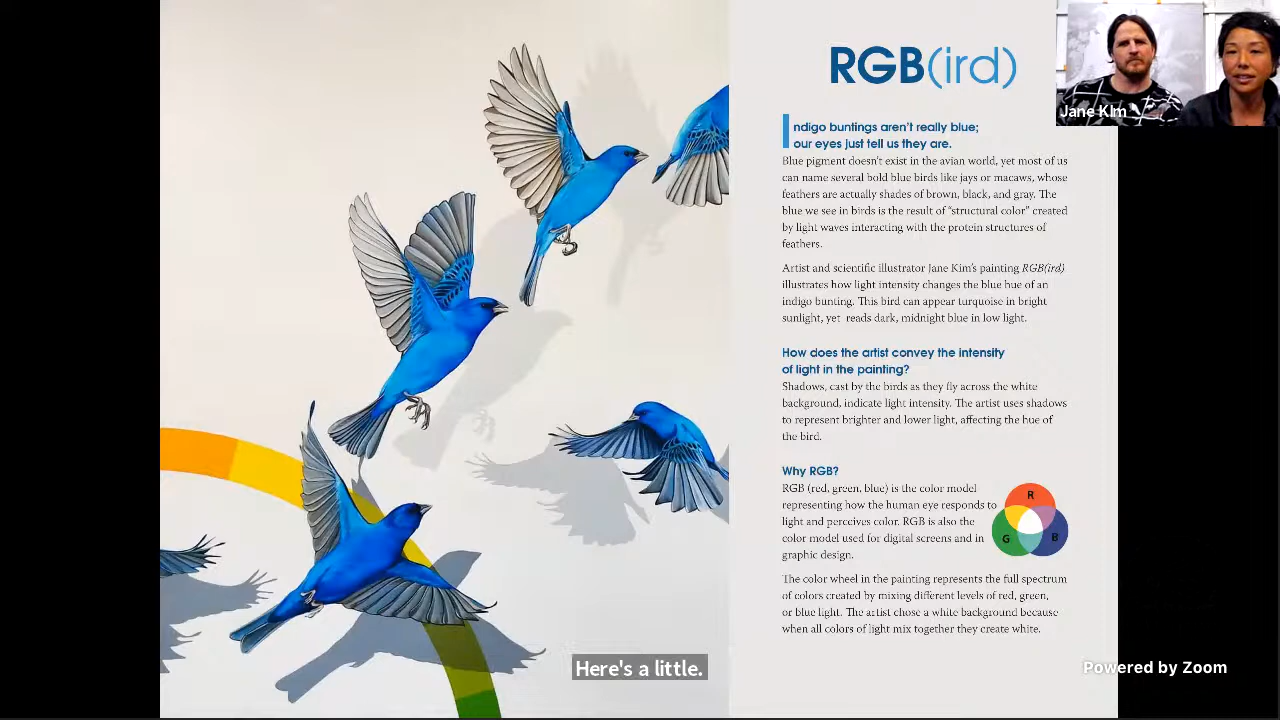 RGB(ird)
Jane Kim
Indigo buntings aren't really blue;
our eyes just tell us they are.
Blue pigment doesn't exist in the avian world, yet most of us
can name several bold blue birds like jays or macaws, whose
feathers are actually shades of brown, black, and gray. The
blue we see in birds is the result of "structural color" created
by light waves interacting with the protein structures of
feathers.
Artist and scientific illustrator Jane Kim's painting RGB(ird)
illustrates how light intensity changes the blue hue of an
indigo bunting. This bird can appear turquoise in bright
sunlight, yet reads dark, midnight blue in low light.
How does the artist convey the intensity
of light in the painting?
Shadows, cast by the birds as they fly across the white
background, indicate light intensity. The artist uses shadows
to represent brighter and lower light, affecting the hue of
the bird.
Why RGB?
RGB (red, green, blue) is the color model
representing how the human eye responds to
light and perceives color. RGB is also the
color model used for digital screens and in
graphic design.
R
G
B
The color wheel in the painting represents the full spectrum
of colors created by mixing different levels of red, green,
or blue light. The artist chose a white background because
when all colors of light mix together they create white.
Here's a little.
Powered by Zoom